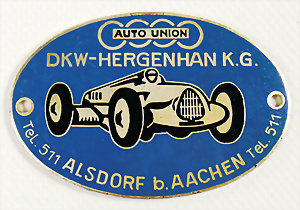 AUTO UNION
DKW-HERGENHAN K.G.
Tel. 511 ALSDORF b. AACHEN Tel. 511